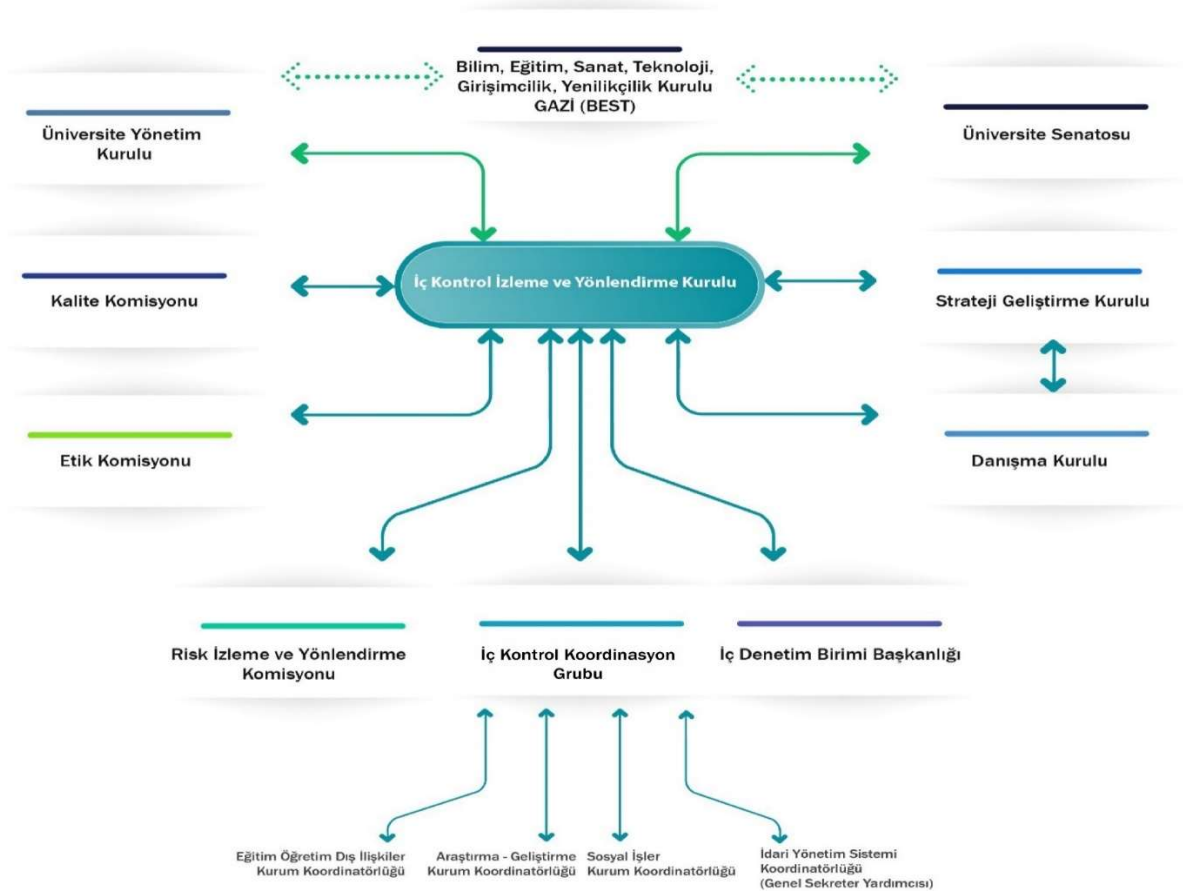 Bilim, Eğitim, Sanat, Teknoloji,
Girişimcilik, Yenilikçilik Kurulu
GAZİ (BEST)
Üniversite Yönetim
Kurulu
Üniversite Senatosu
İç Kontrol İzleme ve Yönlendirme Kurulu
Kalite Komisyonu
Strateji Geliştirme Kurulu
Etik Komisyonu
Danışma Kurulu
Risk İzleme ve Yönlendirme
Komisyonu
İç Kontrol Koordinasyon
Grubu
İç Denetim Birimi Başkanlığı
Eğitim Öğretim Dış İlişkiler
Kurum Koordinatörlüğü
Araştırma - Geliştirme
Kurum Koordinatörlüğü
Sosyal İşler
Kurum Koordinatörlüğü
İdari Yönetim Sistemi
Koordinatörlüğü
(Genel Sekreter Yardımcısı)